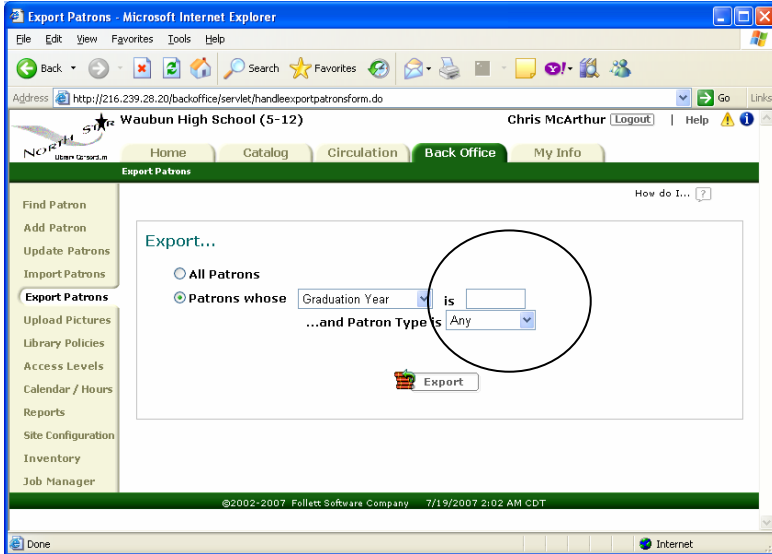 Export Patrons - Microsoft Internet Explorer
File Edit View Favorites Tools Help
Back Search Favorites
Address http://216.239.28.20/backoffice/servlet/handleexportpatronsform.do Go Links
NORTH STAR
Library Consortium
Waubun High School (5-12) Chris McArthur Logout | Help
Home Catalog Circulation Back Office My Info
Export Patrons
How do I... ?
Find Patron
Add Patron
Update Patrons
Import Patrons
Export Patrons
Upload Pictures
Library Policies
Access Levels
Calendar / Hours
Reports
Site Configuration
Inventory
Job Manager
Export...
All Patrons
Patrons whose Graduation Year is
...and Patron Type is Any
Export
©2002-2007 Follett Software Company 7/19/2007 2:02 AM CDT
Done Internet